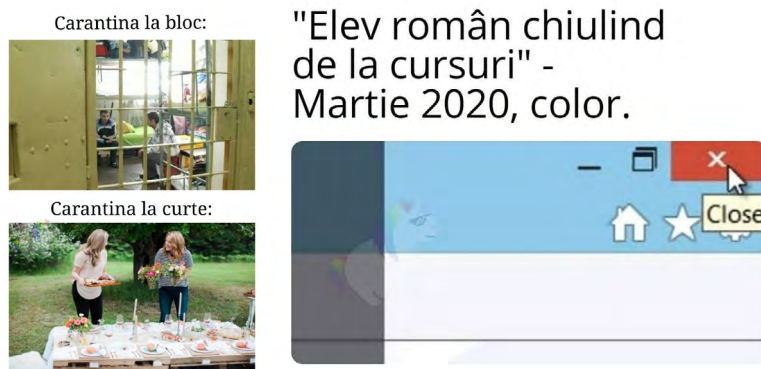 Carantina la bloc:
Carantina la curte:
"Elev român chiulind
de la cursuri" -
Martie 2020, color.
Close